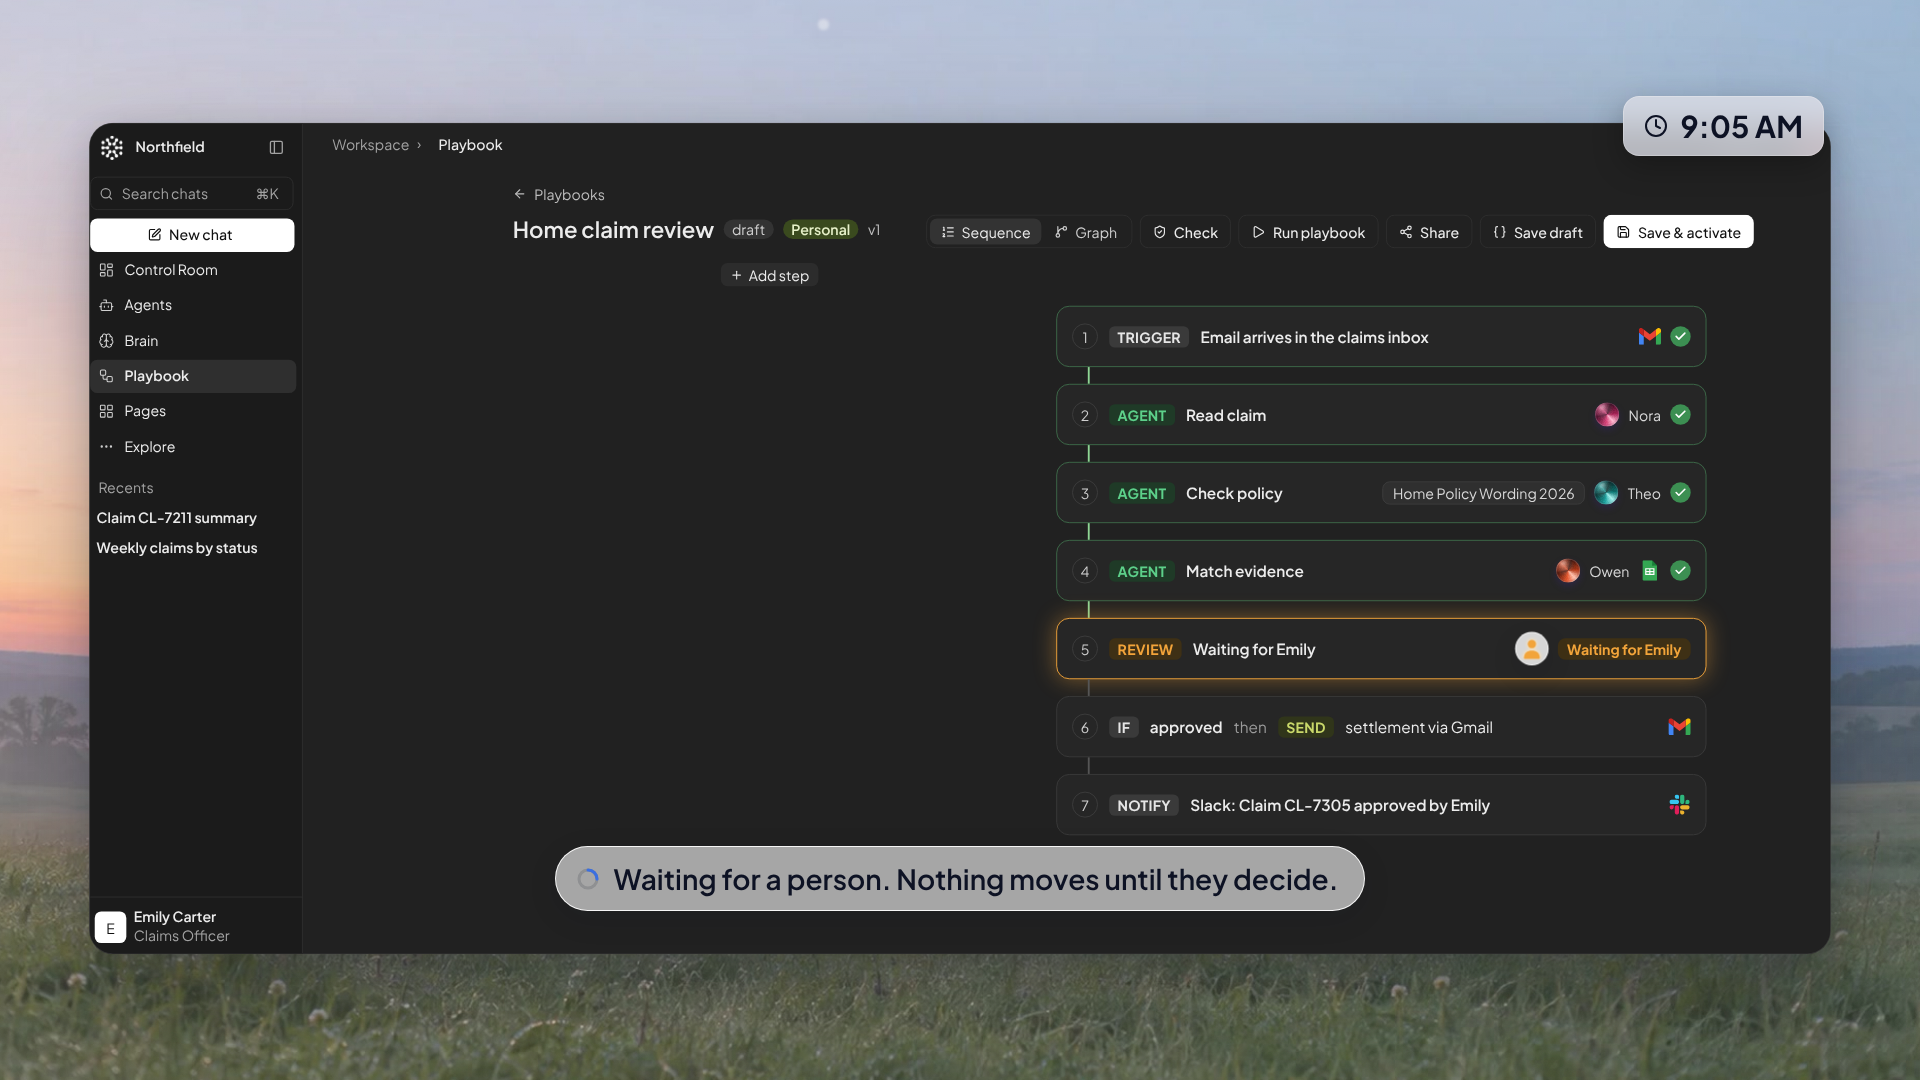 9:05 AM
Northfield
Search chats ⌘K
New chat
Control Room
Agents
Brain
Playbook
Pages
Explore
Recents
Claim CL-7211 summary
Weekly claims by status
Emily Carter
E
Claims Officer
Workspace › Playbook
← Playbooks
Home claim review draft Personal v1
Sequence Graph Check Run playbook Share {} Save draft Save & activate
+ Add step
1 TRIGGER Email arrives in the claims inbox
2 AGENT Read claim Nora
3 AGENT Check policy Home Policy Wording 2026 Theo
4 AGENT Match evidence Owen
5 REVIEW Waiting for Emily Waiting for Emily
6 IF approved then SEND settlement via Gmail
7 NOTIFY Slack: Claim CL-7305 approved by Emily
Waiting for a person. Nothing moves until they decide.